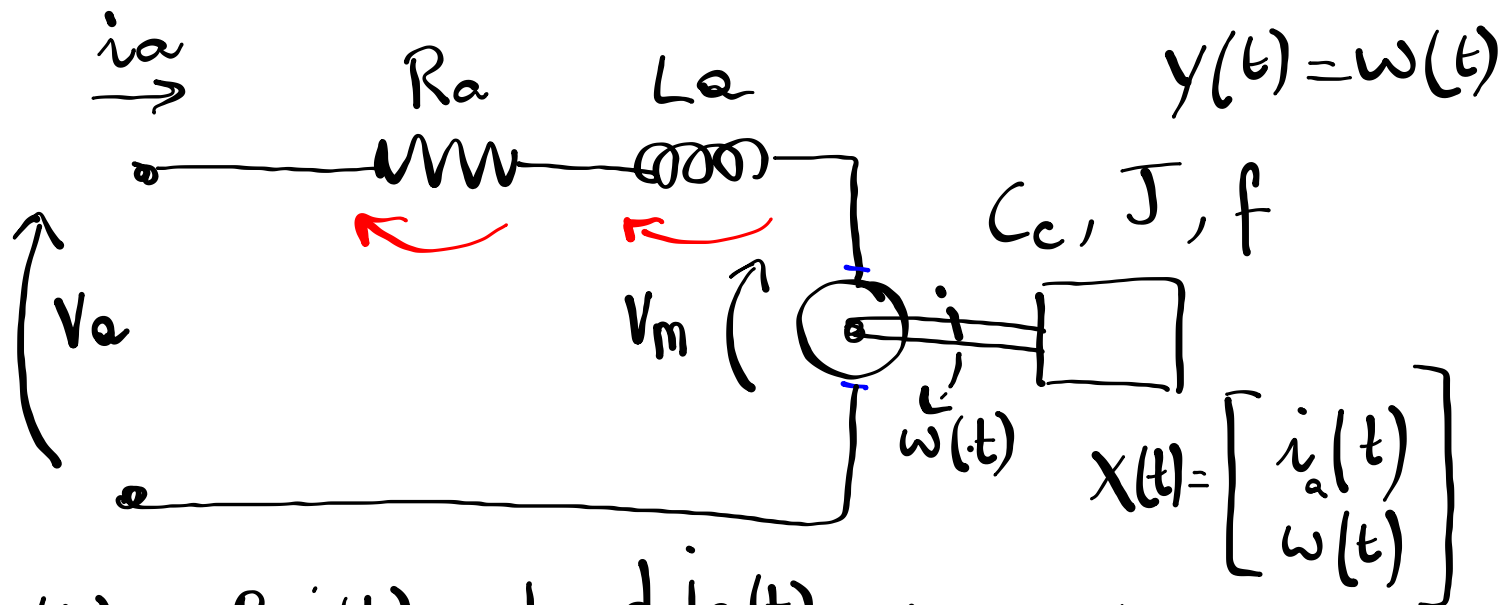 ia
Ra
La
y(t) = w(t)
Cc, J, f
Va
Vm
w(t)
X(t) = [ia(t)
w(t)]